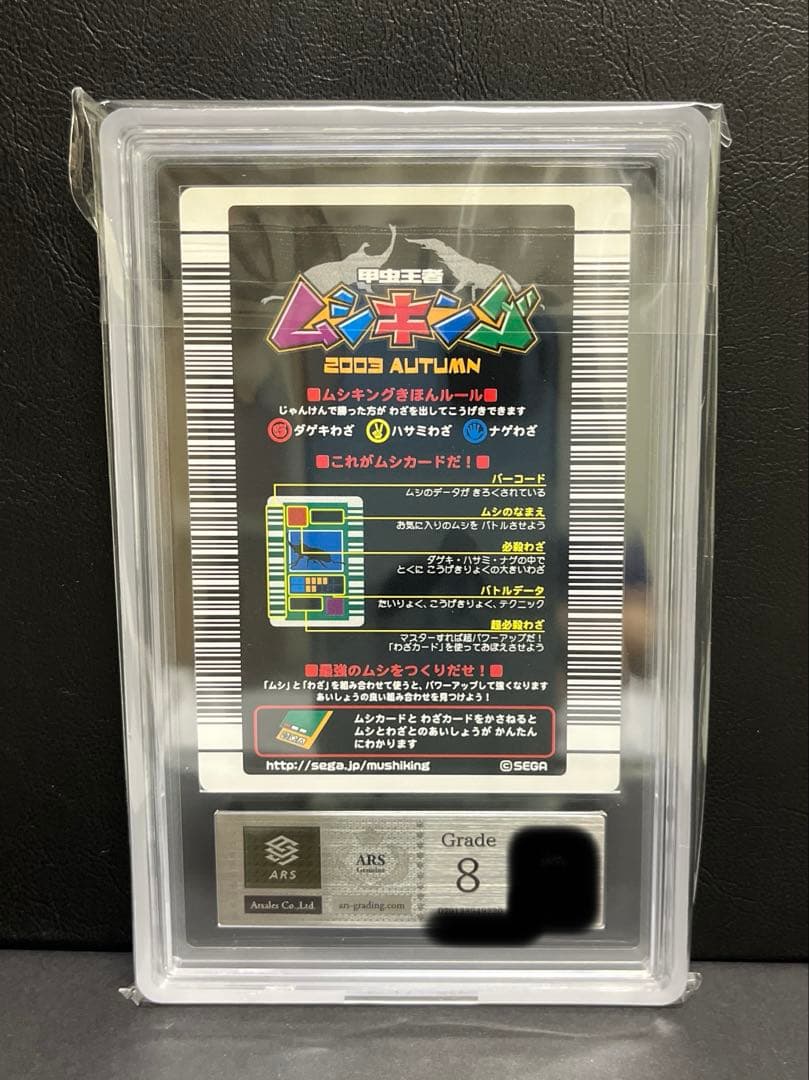 甲虫王者
ムシキング
2003 AUTUMN
■ムシキングきほんルール■
じゃんけんで勝った方が わざを出してこうげきできます
ダゲキわざ ハサミわざ ナゲわざ
■これがムシカードだ！■
バーコード
ムシのデータが きろくされている
ムシのなまえ
お気に入りのムシを バトルさせよう
必殺わざ
ダゲキ・ハサミ・ナゲの中で
とくに こうげきりょくの大きいわざ
バトルデータ
たいりょく、こうげきりょく、テクニック
超必殺わざ
マスターすれば超パワーアップだ！
「わざカード」を使っておぼえさせよう
■最強のムシをつくりだせ！■
「ムシ」と「わざ」を組み合わせて使うと、パワーアップして強くなります
あいしょうの良い組み合わせを見つけよう！
ムシカードと わざカードをかさねると
ムシとわざとのあいしょうが かんたん
にわかります
http://sega.jp/mushiking ©SEGA
ARS
Arsales Co.,Ltd.
ARS
Genuine
ars-grading.com
Grade
8